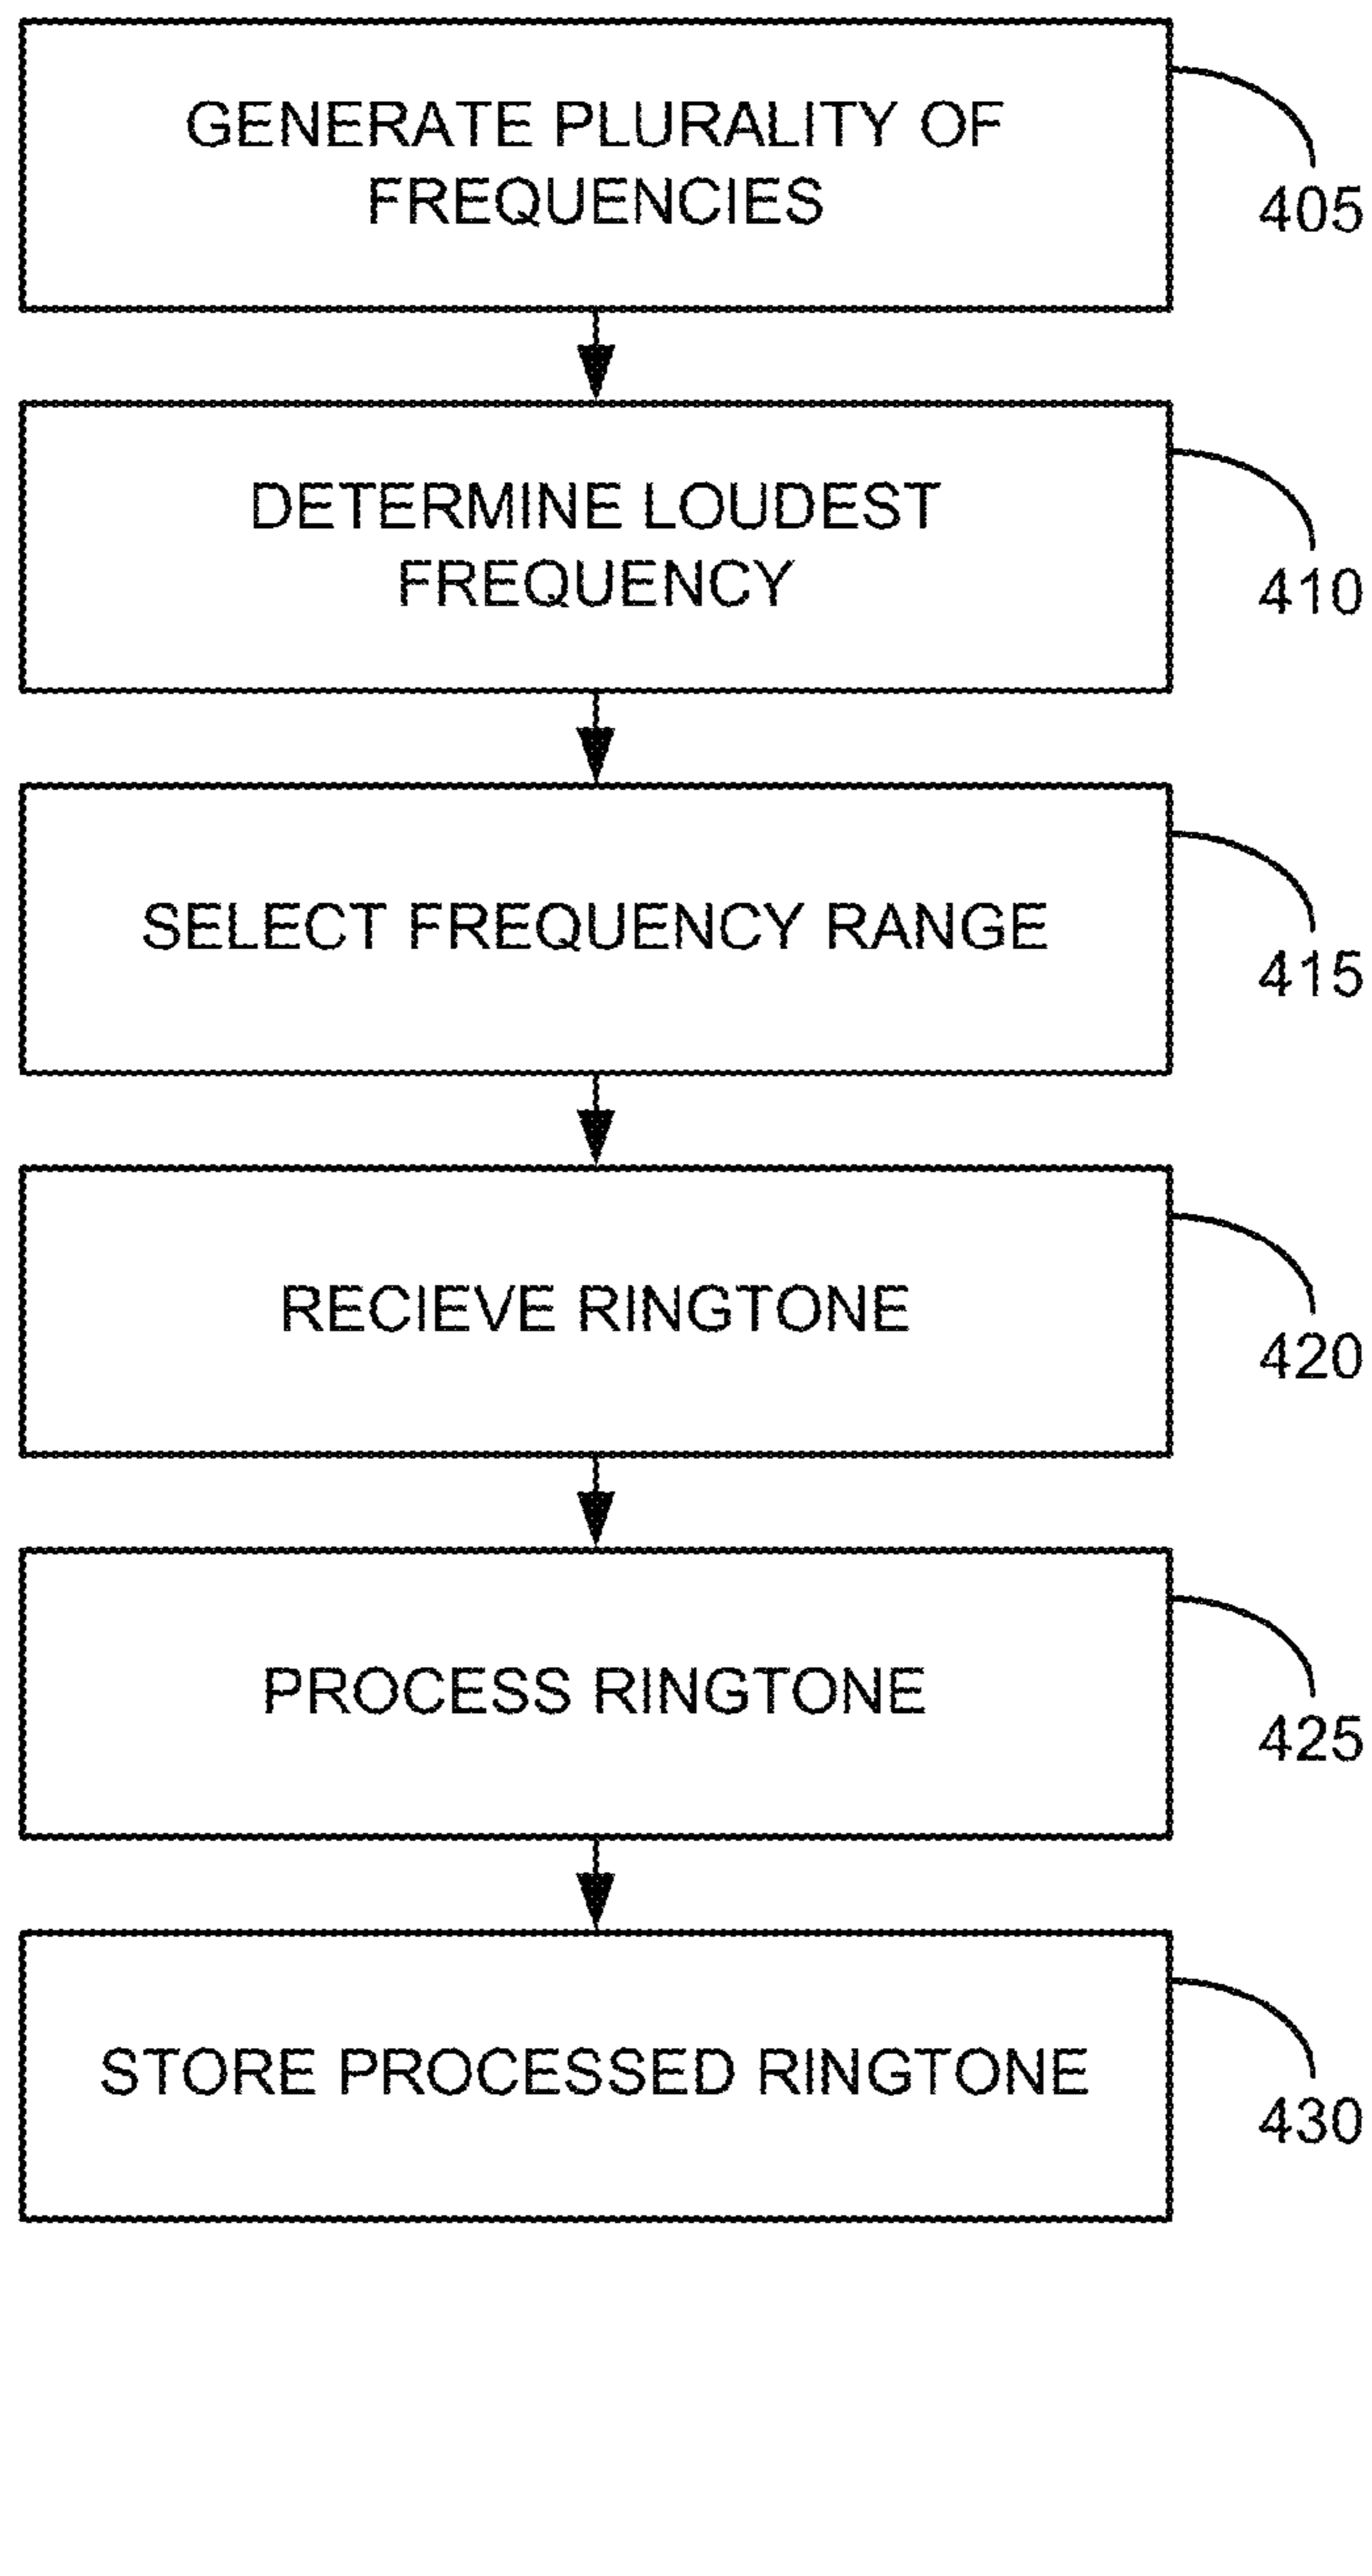 GENERATE PLURALITY OF
FREQUENCIES
405
DETERMINE LOUDEST
FREQUENCY
410
SELECT FREQUENCY RANGE
415
RECIEVE RINGTONE
420
PROCESS RINGTONE
425
STORE PROCESSED RINGTONE
430